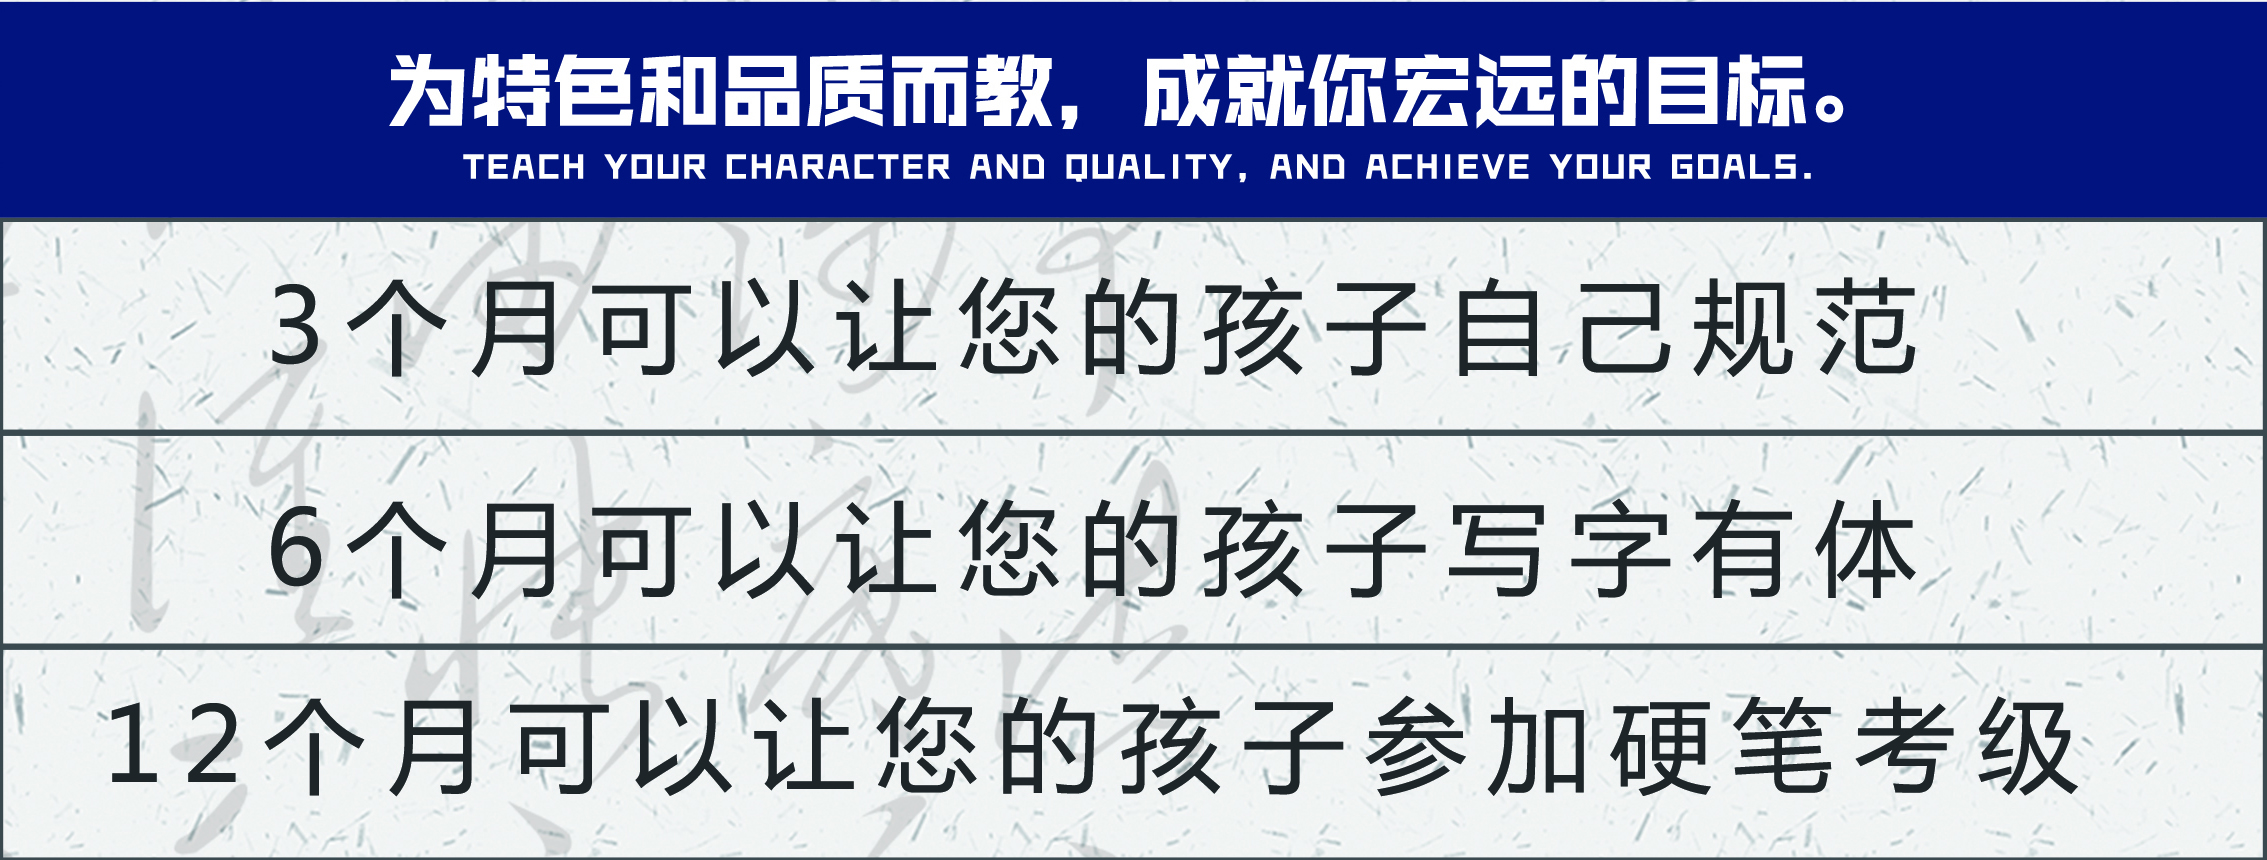 为特色和品质而教，成就你宏远的目标。
TEACH YOUR CHARACTER AND QUALITY, AND ACHIEVE YOUR GOALS.
3个月可以让您的孩子自己规范
6个月可以让您的孩子写字有体
12个月可以让您的孩子参加硬笔考级